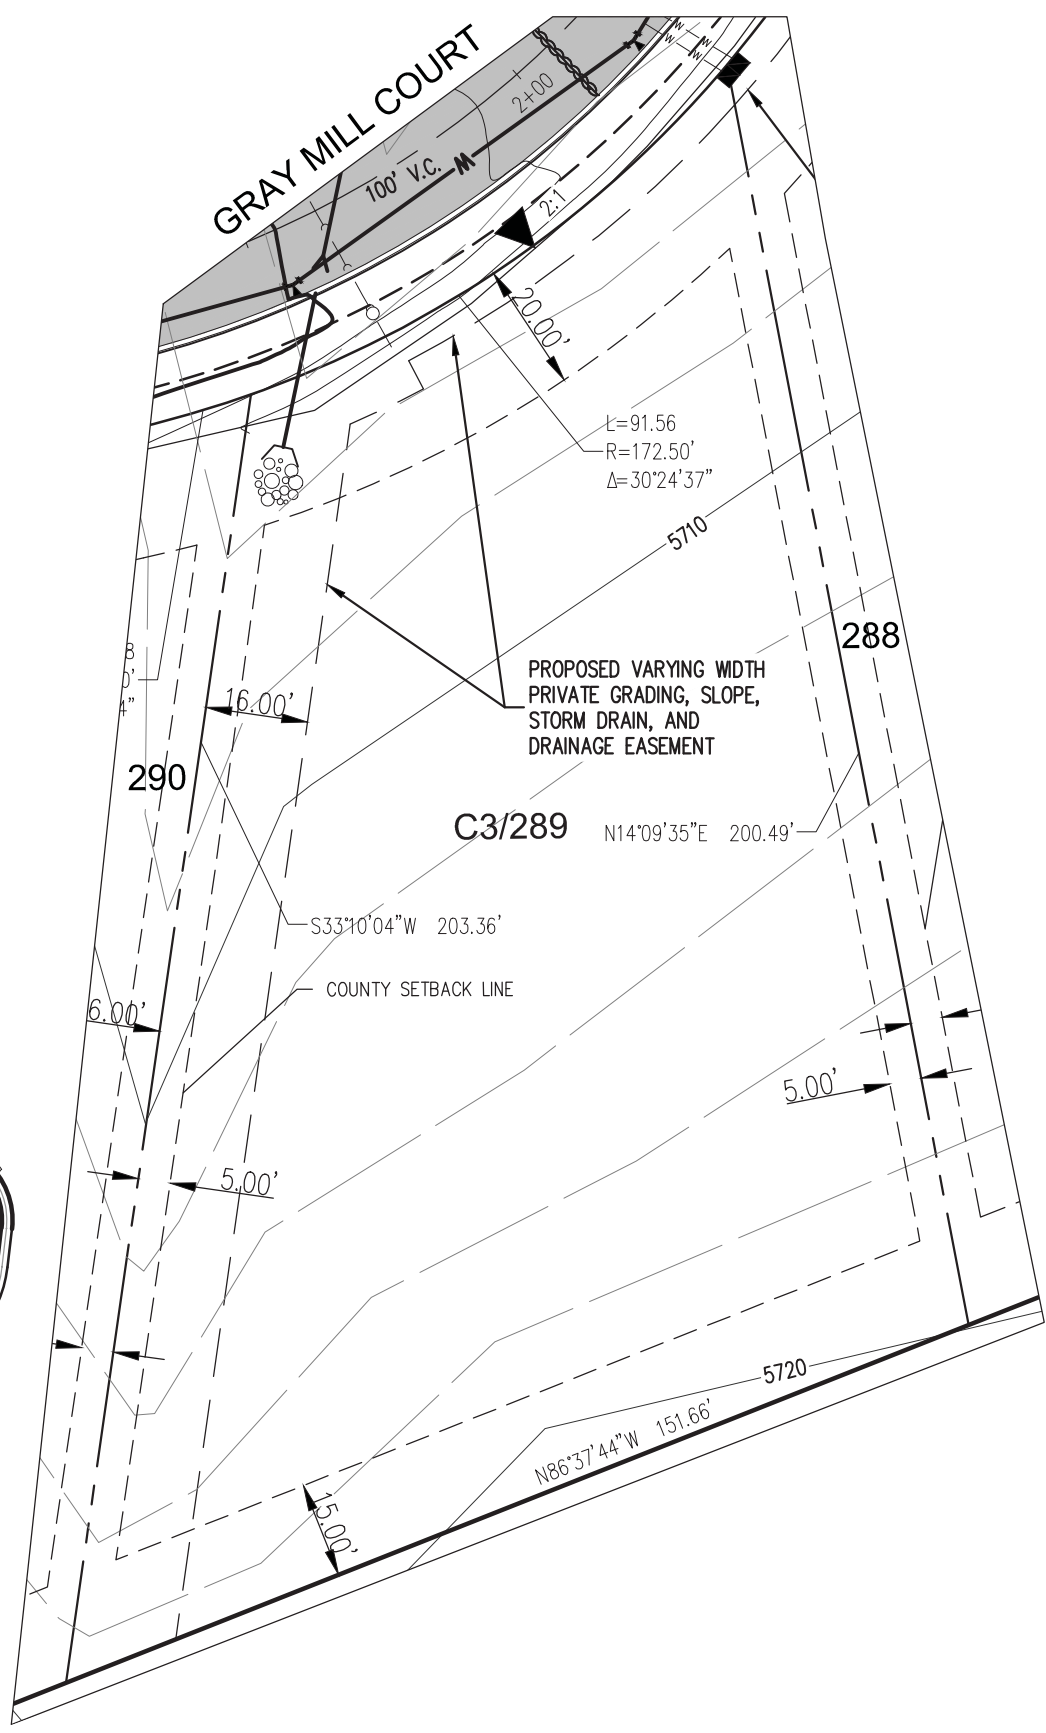 GRAY MILL COURT
2+00
100' V.C.
W
W
W
W
W
2:1
20.00'
L=91.56
R=172.50'
Δ=30°24'37"
5710
288
8
0'
4"
16.00'
PROPOSED VARYING WIDTH
PRIVATE GRADING, SLOPE,
STORM DRAIN, AND
DRAINAGE EASEMENT
290
C3/289
N14°09'35"E 200.49'
S33°10'04"W 203.36'
COUNTY SETBACK LINE
6.00'
5.00'
5.00'
5720
N86°37'44"W 151.66'
15.00'